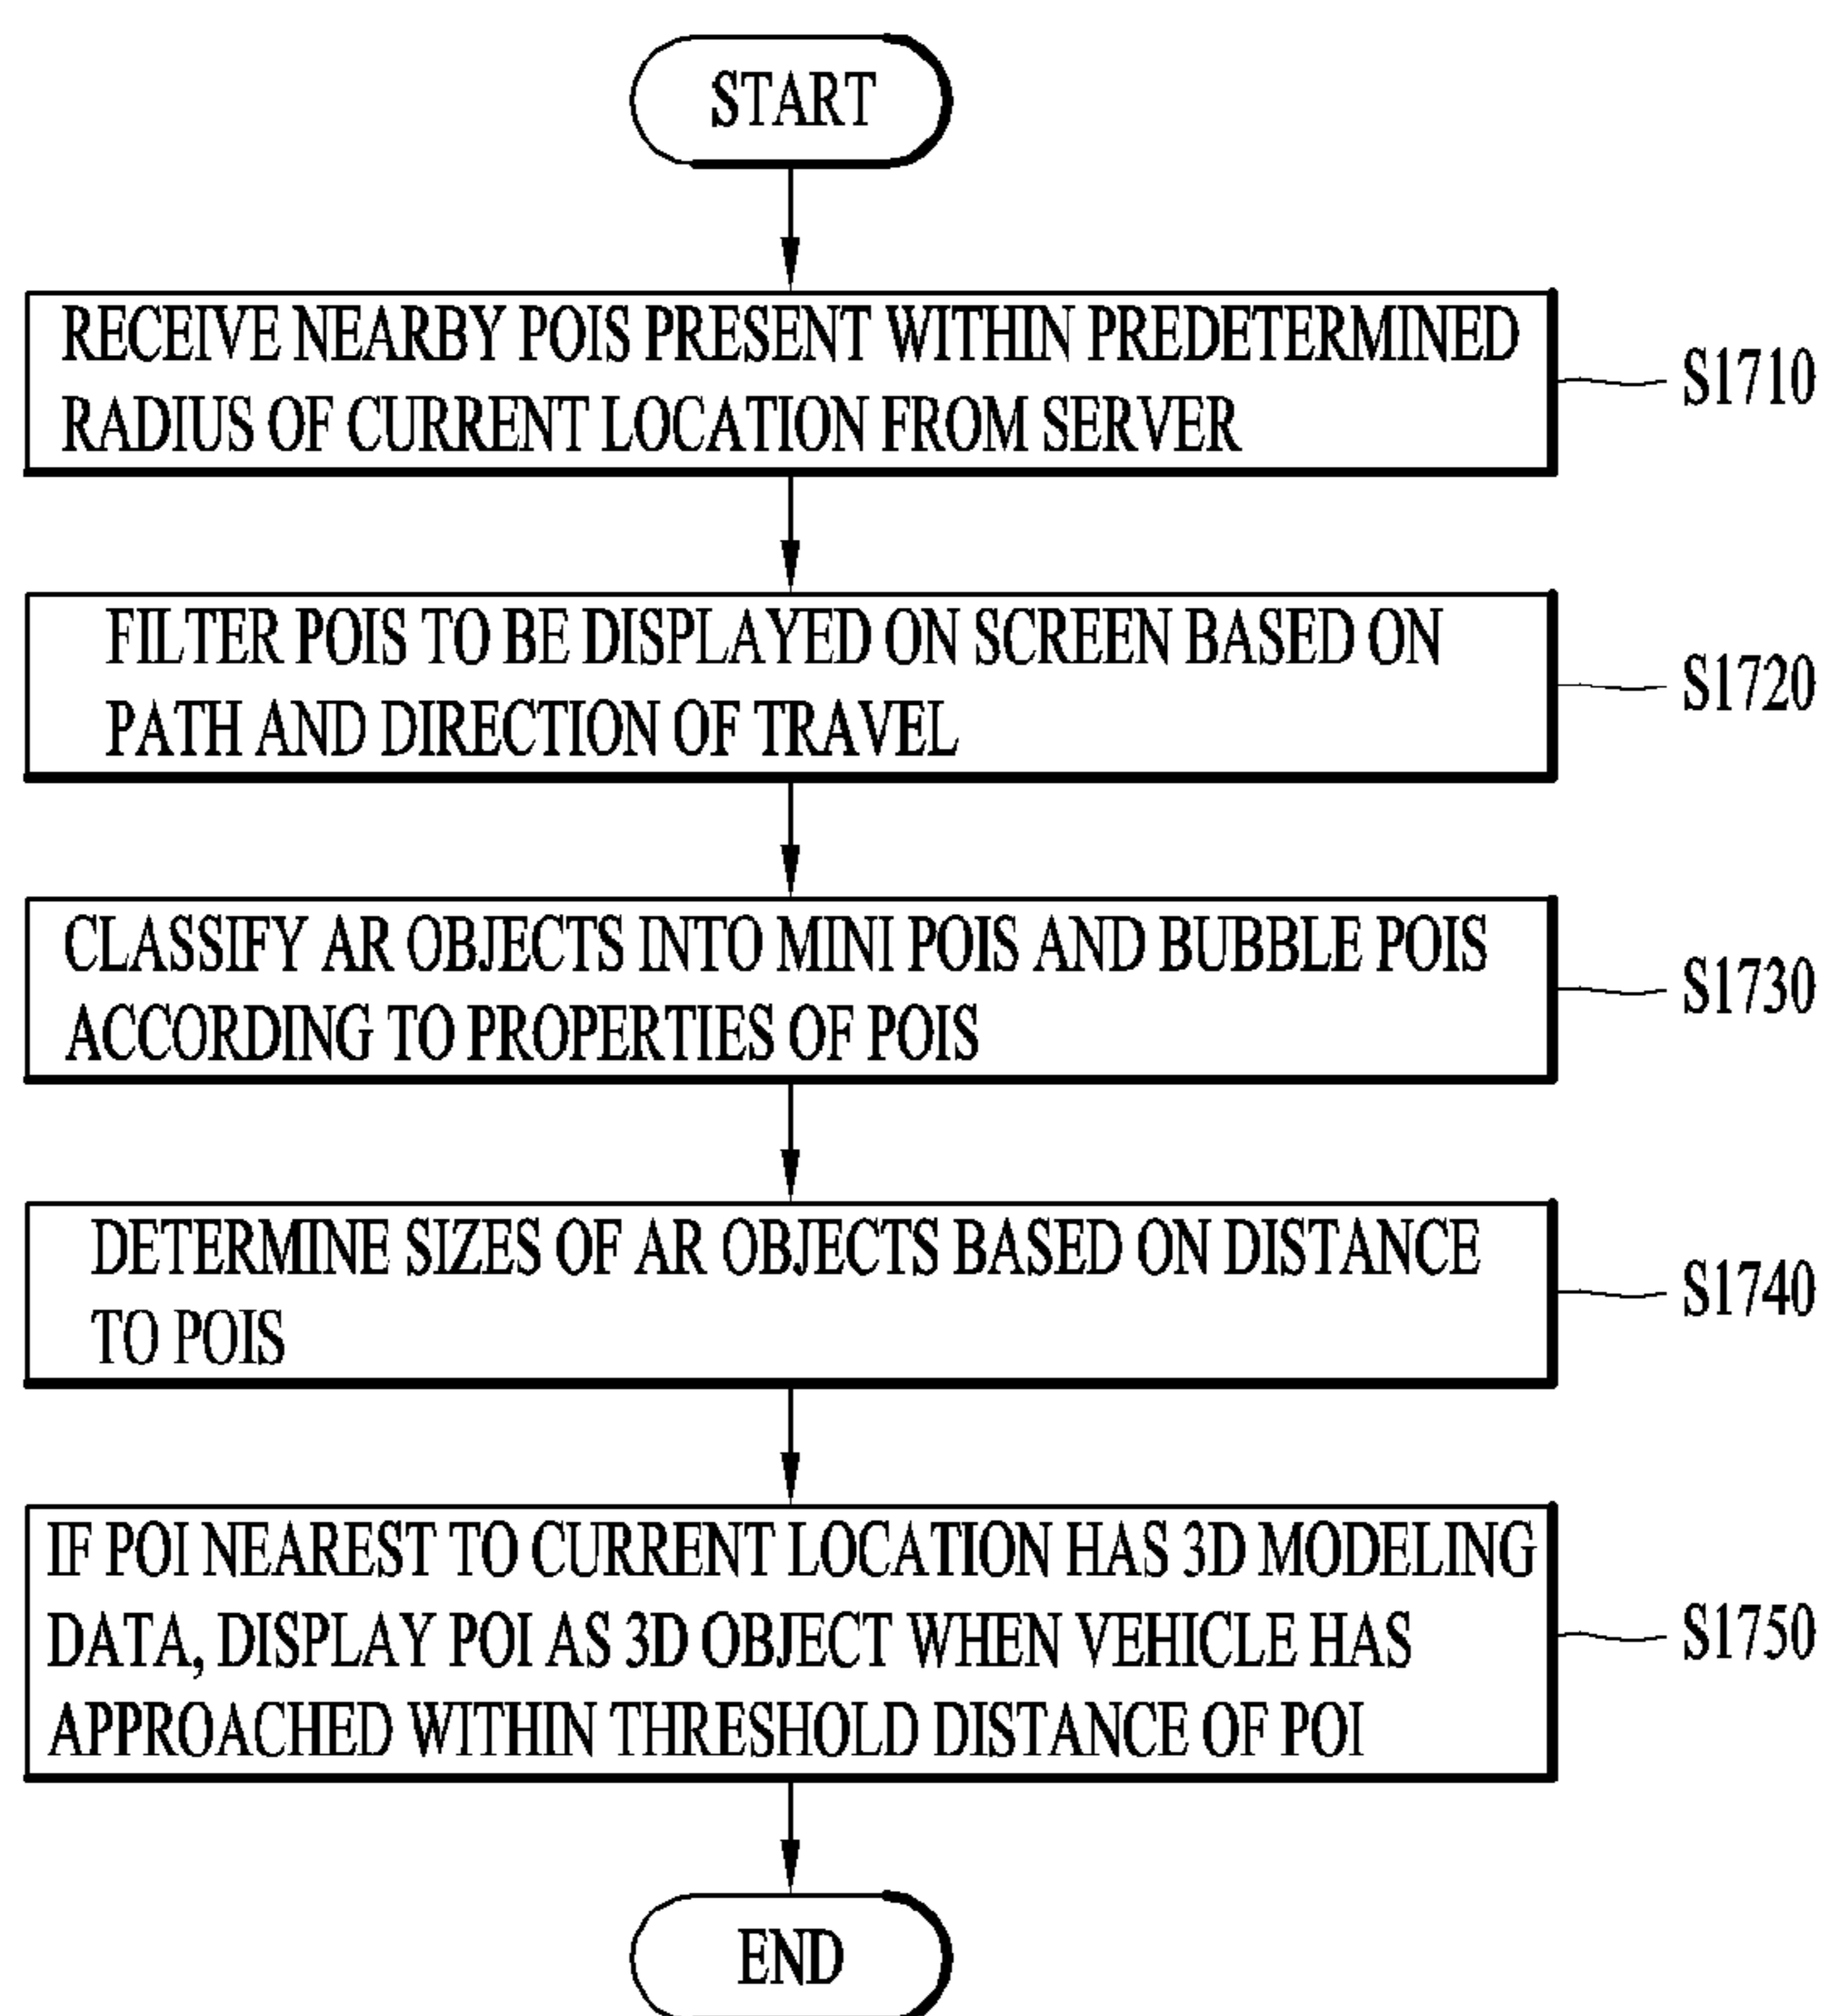 START
RECEIVE NEARBY POIS PRESENT WITHIN PREDETERMINED
RADIUS OF CURRENT LOCATION FROM SERVER
S1710
FILTER POIS TO BE DISPLAYED ON SCREEN BASED ON
PATH AND DIRECTION OF TRAVEL
S1720
CLASSIFY AR OBJECTS INTO MINI POIS AND BUBBLE POIS
ACCORDING TO PROPERTIES OF POIS
S1730
DETERMINE SIZES OF AR OBJECTS BASED ON DISTANCE
TO POIS
S1740
IF POI NEAREST TO CURRENT LOCATION HAS 3D MODELING
DATA, DISPLAY POI AS 3D OBJECT WHEN VEHICLE HAS
APPROACHED WITHIN THRESHOLD DISTANCE OF POI
S1750
END